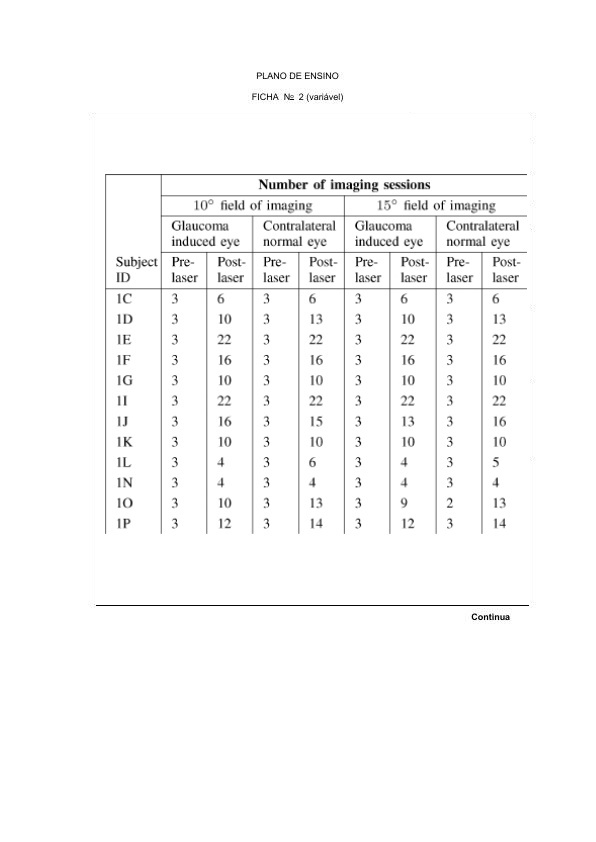 PLANO DE ENSINO
FICHA № 2 (variável)
Number of imaging sessions
10° field of imaging 15° field of imaging
Glaucoma Contralateral Glaucoma Contralateral
induced eye normal eye induced eye normal eye
Subject Pre- Post- Pre- Post- Pre- Post- Pre- Post-
ID laser laser laser laser laser laser laser laser
1C 3 6 3 6 3 6 3 6
1D 3 10 3 13 3 10 3 13
1E 3 22 3 22 3 22 3 22
1F 3 16 3 16 3 16 3 16
1G 3 10 3 10 3 10 3 10
1I 3 22 3 22 3 22 3 22
1J 3 16 3 15 3 13 3 16
1K 3 10 3 10 3 10 3 10
1L 3 4 3 6 3 4 3 5
1N 3 4 3 4 3 4 3 4
1O 3 10 3 13 3 9 2 13
1P 3 12 3 14 3 12 3 14
Continua